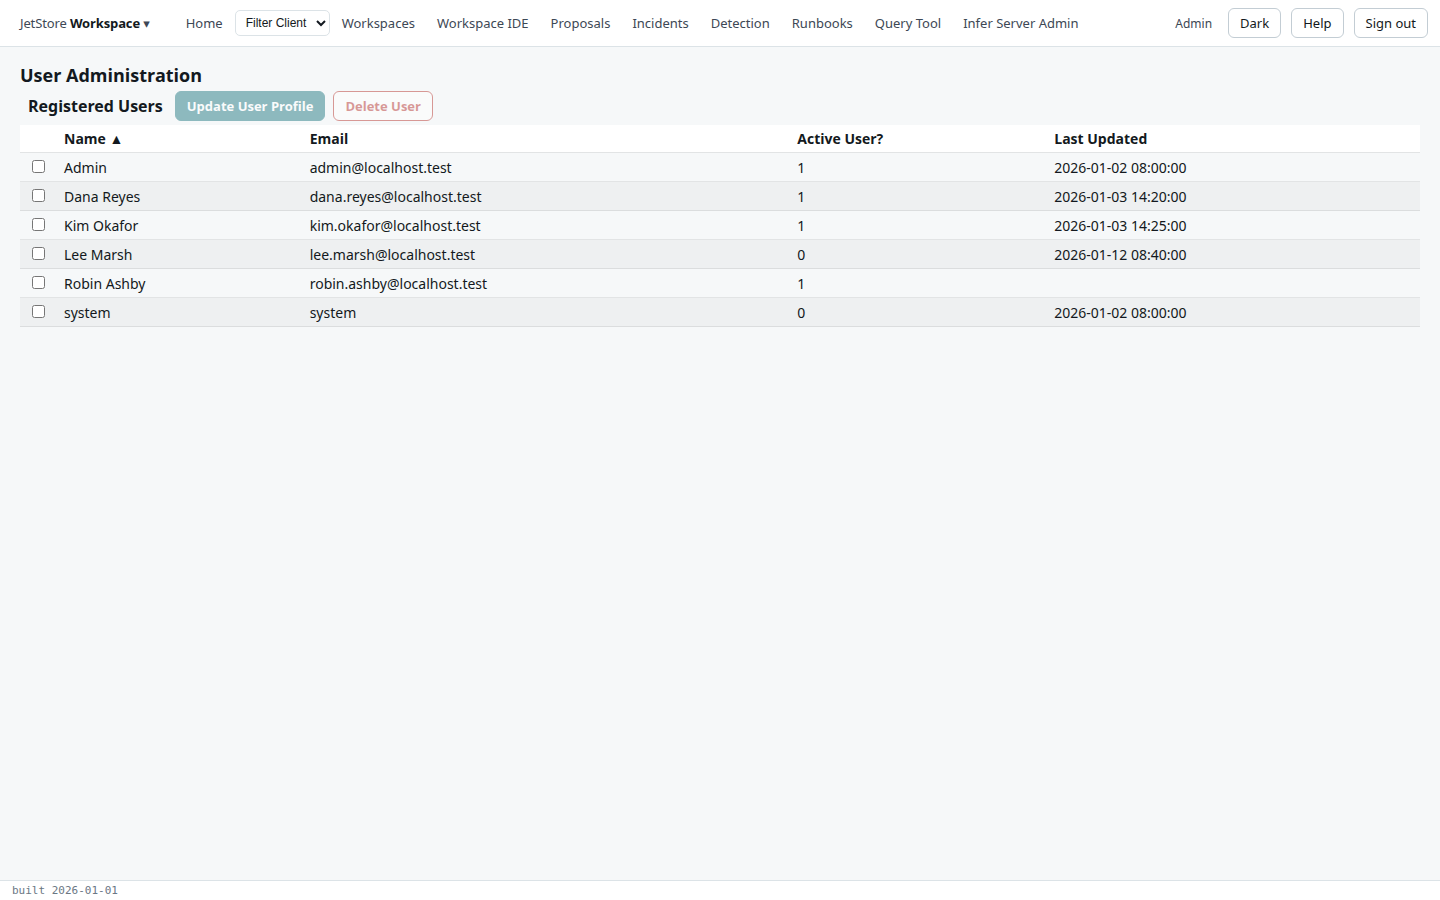 JetStore Workspace ▾ Home Filter Client Workspaces Workspace IDE Proposals Incidents Detection Runbooks Query Tool Infer Server Admin Admin Dark Help Sign out
User Administration
Registered Users Update User Profile Delete User
Name ▲ Email Active User? Last Updated
Admin admin@localhost.test 1 2026-01-02 08:00:00
Dana Reyes dana.reyes@localhost.test 1 2026-01-03 14:20:00
Kim Okafor kim.okafor@localhost.test 1 2026-01-03 14:25:00
Lee Marsh lee.marsh@localhost.test 0 2026-01-12 08:40:00
Robin Ashby robin.ashby@localhost.test 1
system system 0 2026-01-02 08:00:00
built 2026-01-01